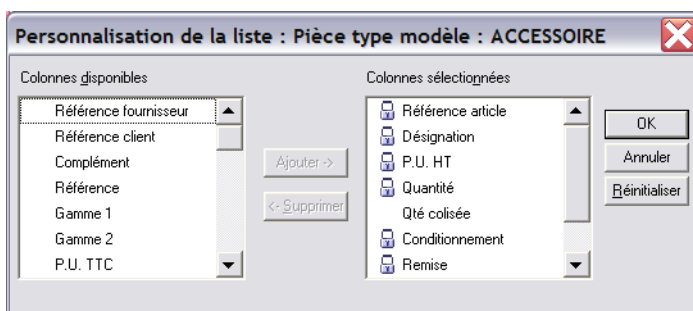 Personnalisation de la liste : Pièce type modèle : ACCESSOIRE
Colonnes disponibles
Référence fournisseur
Référence client
Complément
Référence
Gamme 1
Gamme 2
P.U. TTC
Ajouter ->
<- Supprimer
Colonnes sélectionnées
Référence article
Désignation
P.U. HT
Quantité
Qté colisée
Conditionnement
Remise
OK
Annuler
Réinitialiser